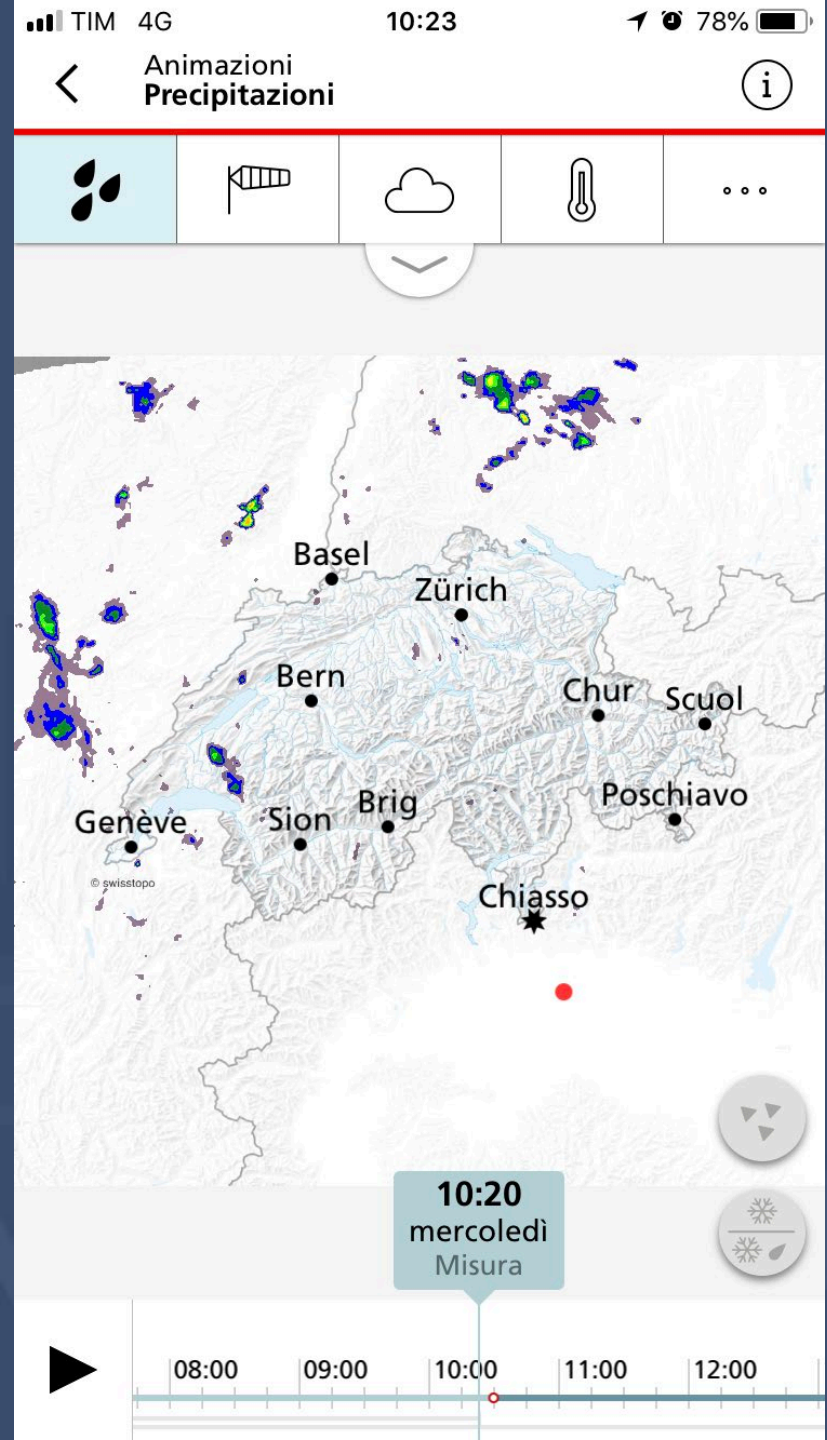 TIM 4G 10:23 78%
Animazioni
Precipitazioni
i
Basel
Zürich
Bern
Chur
Scuol
Poschiavo
Brig
Genève
Sion
© swisstopo
Chiasso
10:20
mercoledì
Misura
08:00 09:00 10:00 11:00 12:00